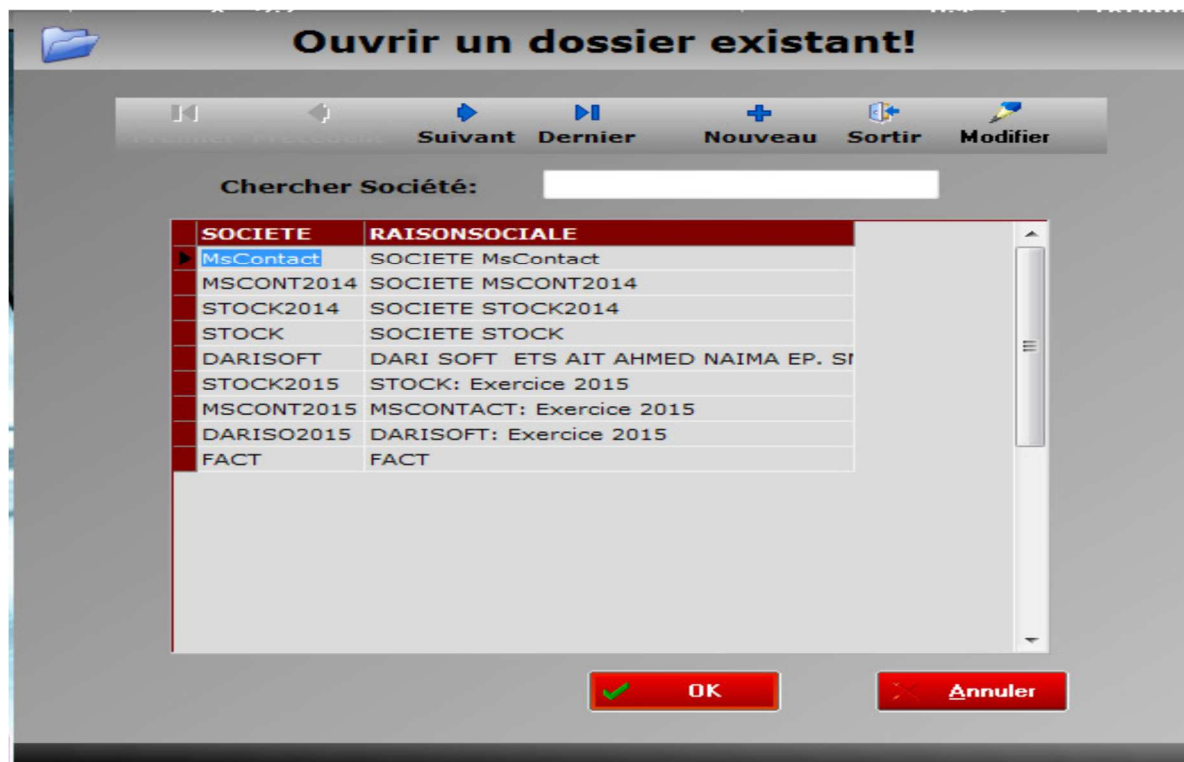 Ouvrir un dossier existant!
Premier Précédent Suivant Dernier Nouveau Sortir Modifier
Chercher Société:
SOCIETE RAISONSOCIALE
MsContact SOCIETE MsContact
MSCONT2014 SOCIETE MSCONT2014
STOCK2014 SOCIETE STOCK2014
STOCK SOCIETE STOCK
DARISOFT DARI SOFT ETS AIT AHMED NAIMA EP.
STOCK2015 STOCK: Exercice 2015
MSCONT2015 MSCONTACT: Exercice 2015
DARISO2015 DARISOFT: Exercice 2015
FACT FACT
OK Annuler